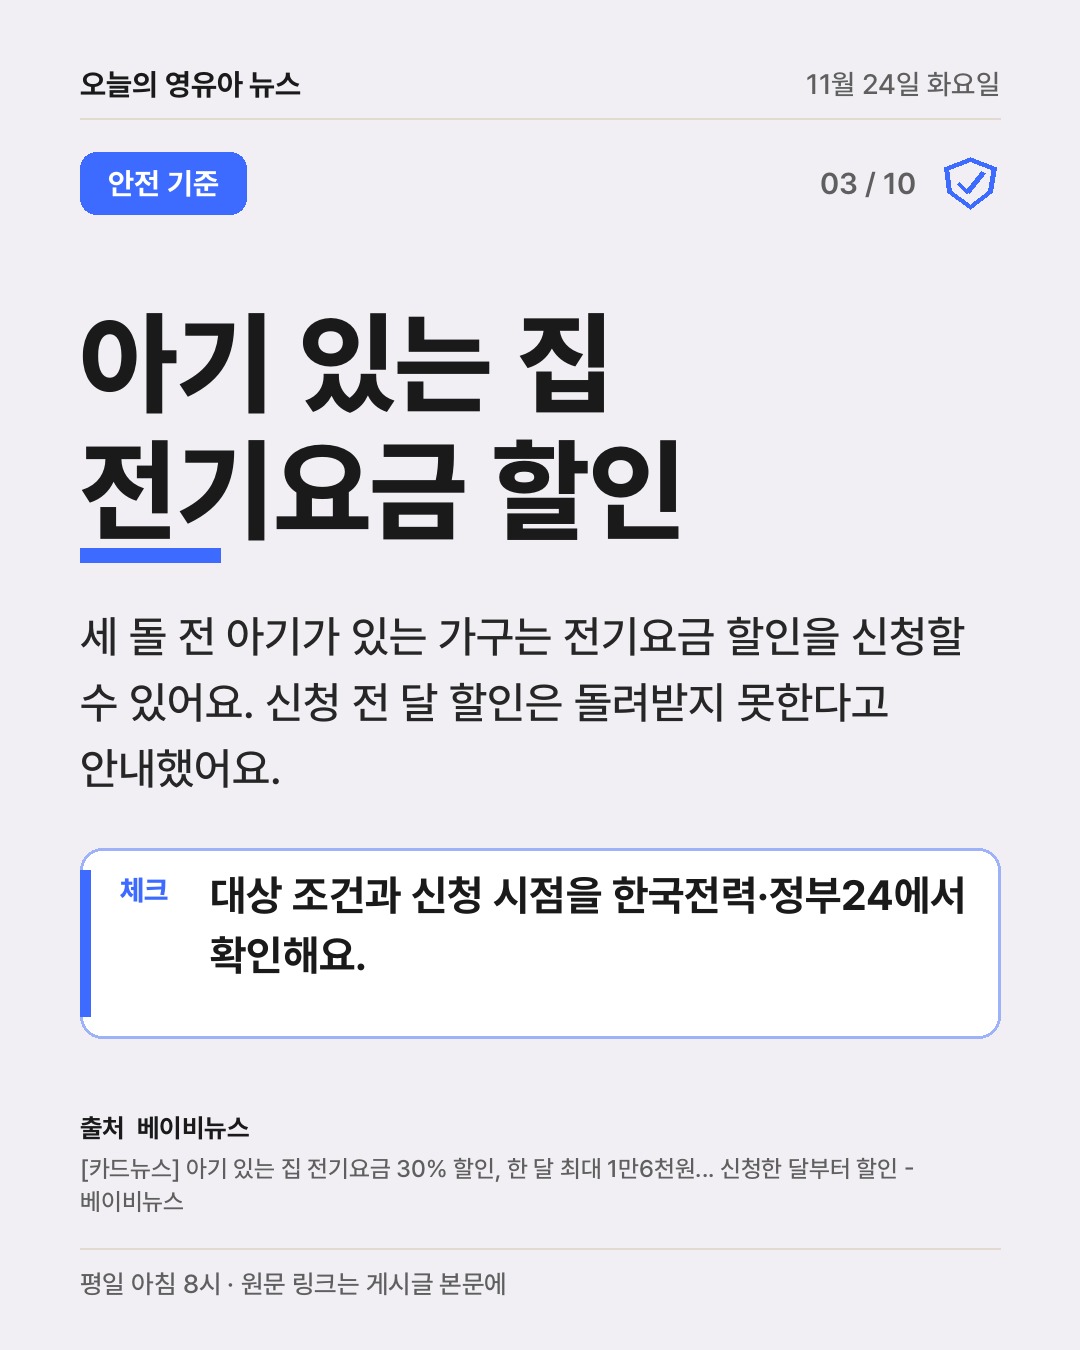 오늘의 영유아 뉴스
11월 24일 화요일
안전 기준
03 / 10
아기 있는 집
전기요금 할인
세 돌 전 아기가 있는 가구는 전기요금 할인을 신청할
수 있어요. 신청 전 달 할인은 돌려받지 못한다고
안내했어요.
체크
대상 조건과 신청 시점을 한국전력·정부24에서
확인해요.
출처 베이비뉴스
[카드뉴스] 아기 있는 집 전기요금 30% 할인, 한 달 최대 1만6천원... 신청한 달부터 할인 -
베이비뉴스
평일 아침 8시 · 원문 링크는 게시글 본문에